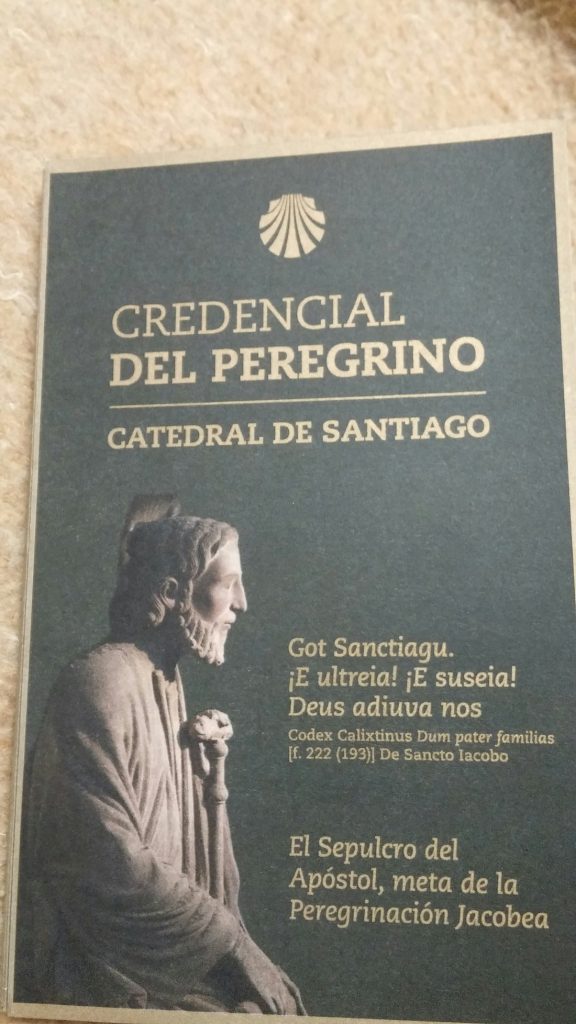 CREDENCIAL
DEL PEREGRINO
CATEDRAL DE SANTIAGO
Got Sanctiagu.
¡E ultreia! ¡E suseia!
Deus adiuva nos
Codex Calixtinus Dum pater familias
[f. 222 (193)] De Sancto Iacobo
El Sepulcro del
Apóstol, meta de la
Peregrinación Jacobea